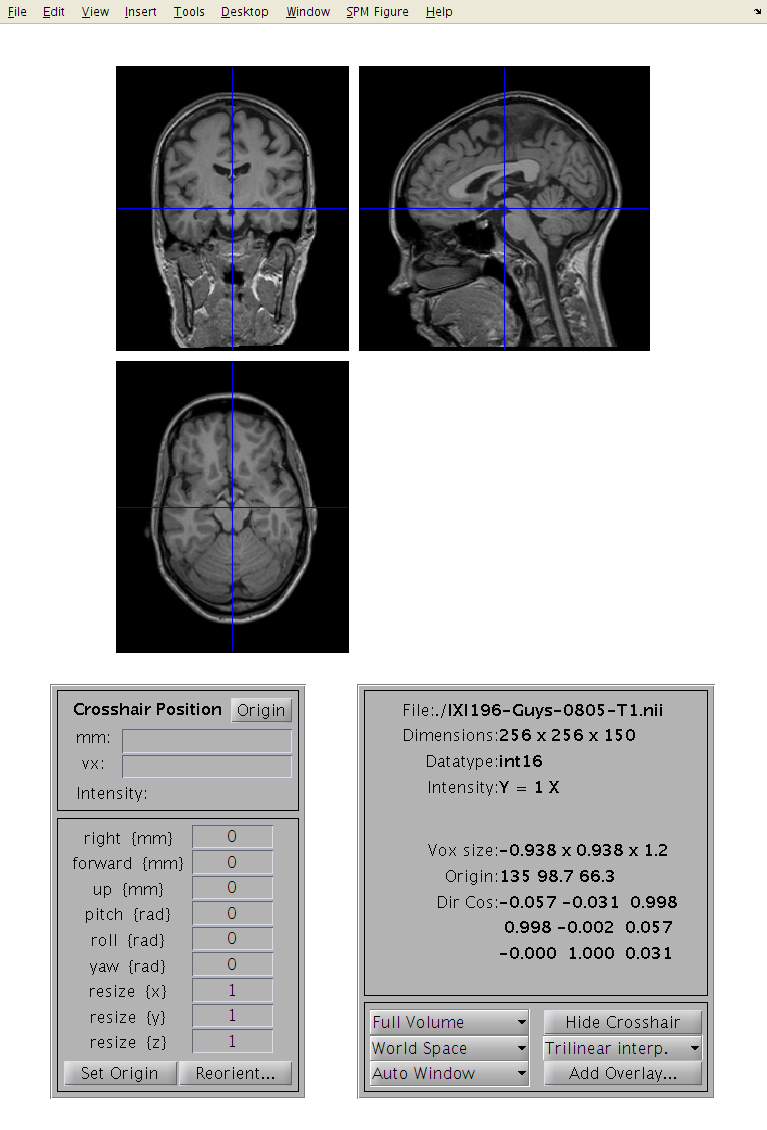 File Edit View Insert Tools Desktop Window SPM Figure Help
Crosshair Position Origin
mm:
vx:
Intensity:
right {mm} 0
forward {mm} 0
up {mm} 0
pitch {rad} 0
roll {rad} 0
yaw {rad} 0
resize {x} 1
resize {y} 1
resize {z} 1
Set Origin Reorient...
File:./IXI196-Guys-0805-T1.nii
Dimensions:256 x 256 x 150
Datatype:int16
Intensity:Y = 1 X
Vox size:-0.938 x 0.938 x 1.2
Origin:135 98.7 66.3
Dir Cos:-0.057 -0.031 0.998
0.998 -0.002 0.057
-0.000 1.000 0.031
Full Volume Hide Crosshair
World Space Trilinear interp.
Auto Window Add Overlay...